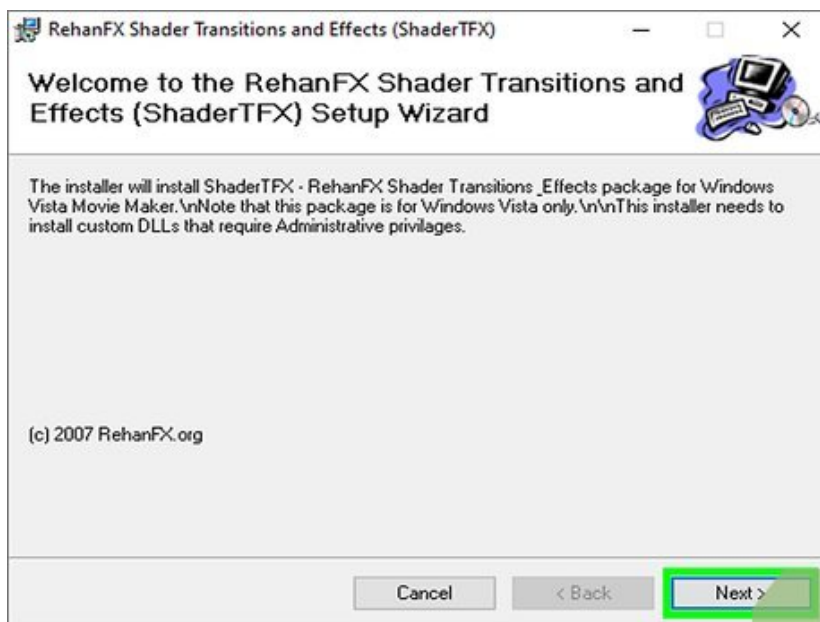 RehanFX Shader Transitions and Effects (ShaderTFX)
Welcome to the RehanFX Shader Transitions and
Effects (ShaderTFX) Setup Wizard
The installer will install ShaderTFX - RehanFX Shader Transitions _Effects package for Windows
Vista Movie Maker.\nNote that this package is for Windows Vista only.\n\nThis installer needs to
install custom DLLs that require Administrative privilages.
(c) 2007 RehanFX.org
Cancel
< Back
Next >